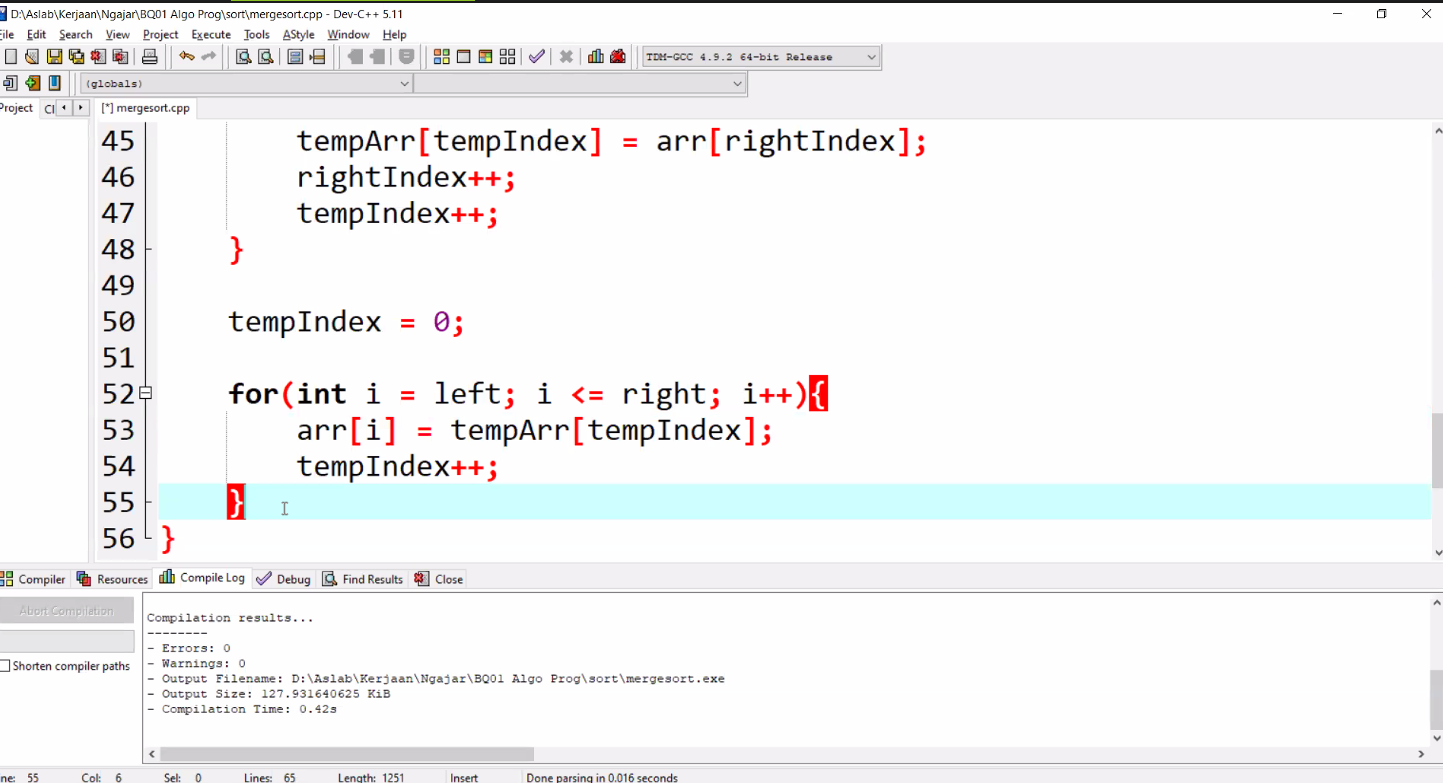 D:\Aslab\Kerjaan\Ngajar\BQ01 Algo Prog\sort\mergesort.cpp - Dev-C++ 5.11
ile Edit Search View Project Execute Tools AStyle Window Help
TDM-GCC 4.9.2 64-bit Release
(globals)
Project Cl [*] mergesort.cpp
45 tempArr[tempIndex] = arr[rightIndex];
46 rightIndex++;
47 tempIndex++;
48 }
49
50 tempIndex = 0;
51
52 for(int i = left; i <= right; i++){
53 arr[i] = tempArr[tempIndex];
54 tempIndex++;
55 }
56 }
Compiler Resources Compile Log Debug Find Results Close
Abort Compilation
Shorten compiler paths
Compilation results...
--------
- Errors: 0
- Warnings: 0
- Output Filename: D:\Aslab\Kerjaan\Ngajar\BQ01 Algo Prog\sort\mergesort.exe
- Output Size: 127.931640625 KiB
- Compilation Time: 0.42s
ne: 55 Col: 6 Sel: 0 Lines: 65 Length: 1251 Insert Done parsing in 0.016 seconds